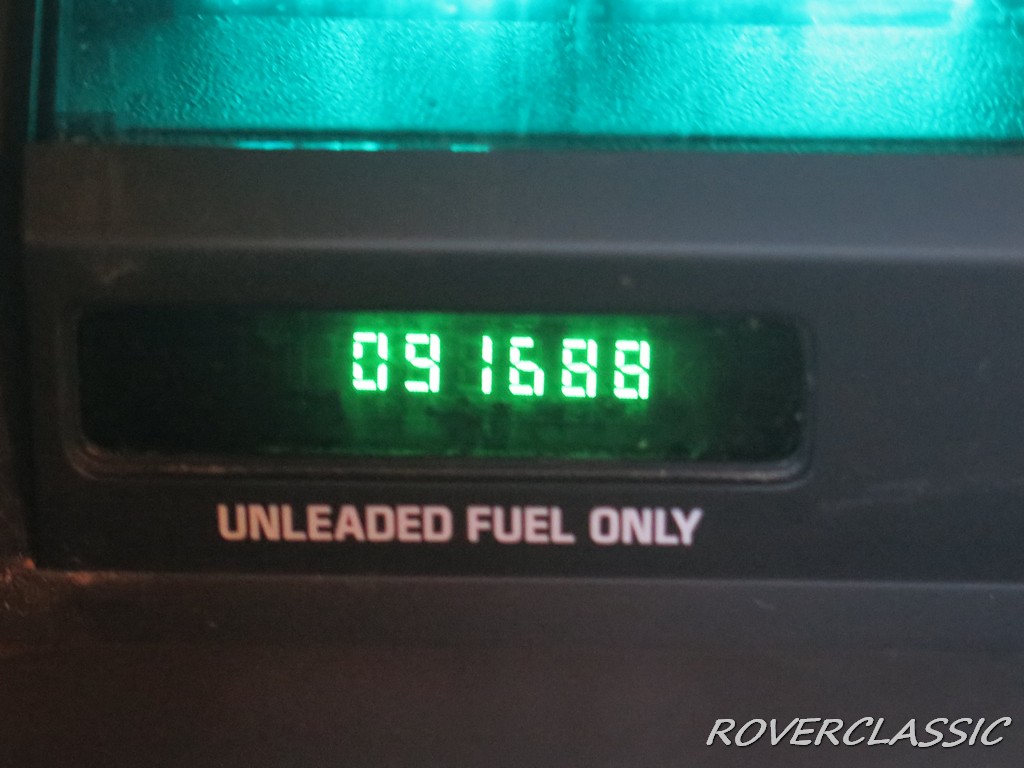 091688
UNLEADED FUEL ONLY
ROVERCLASSIC